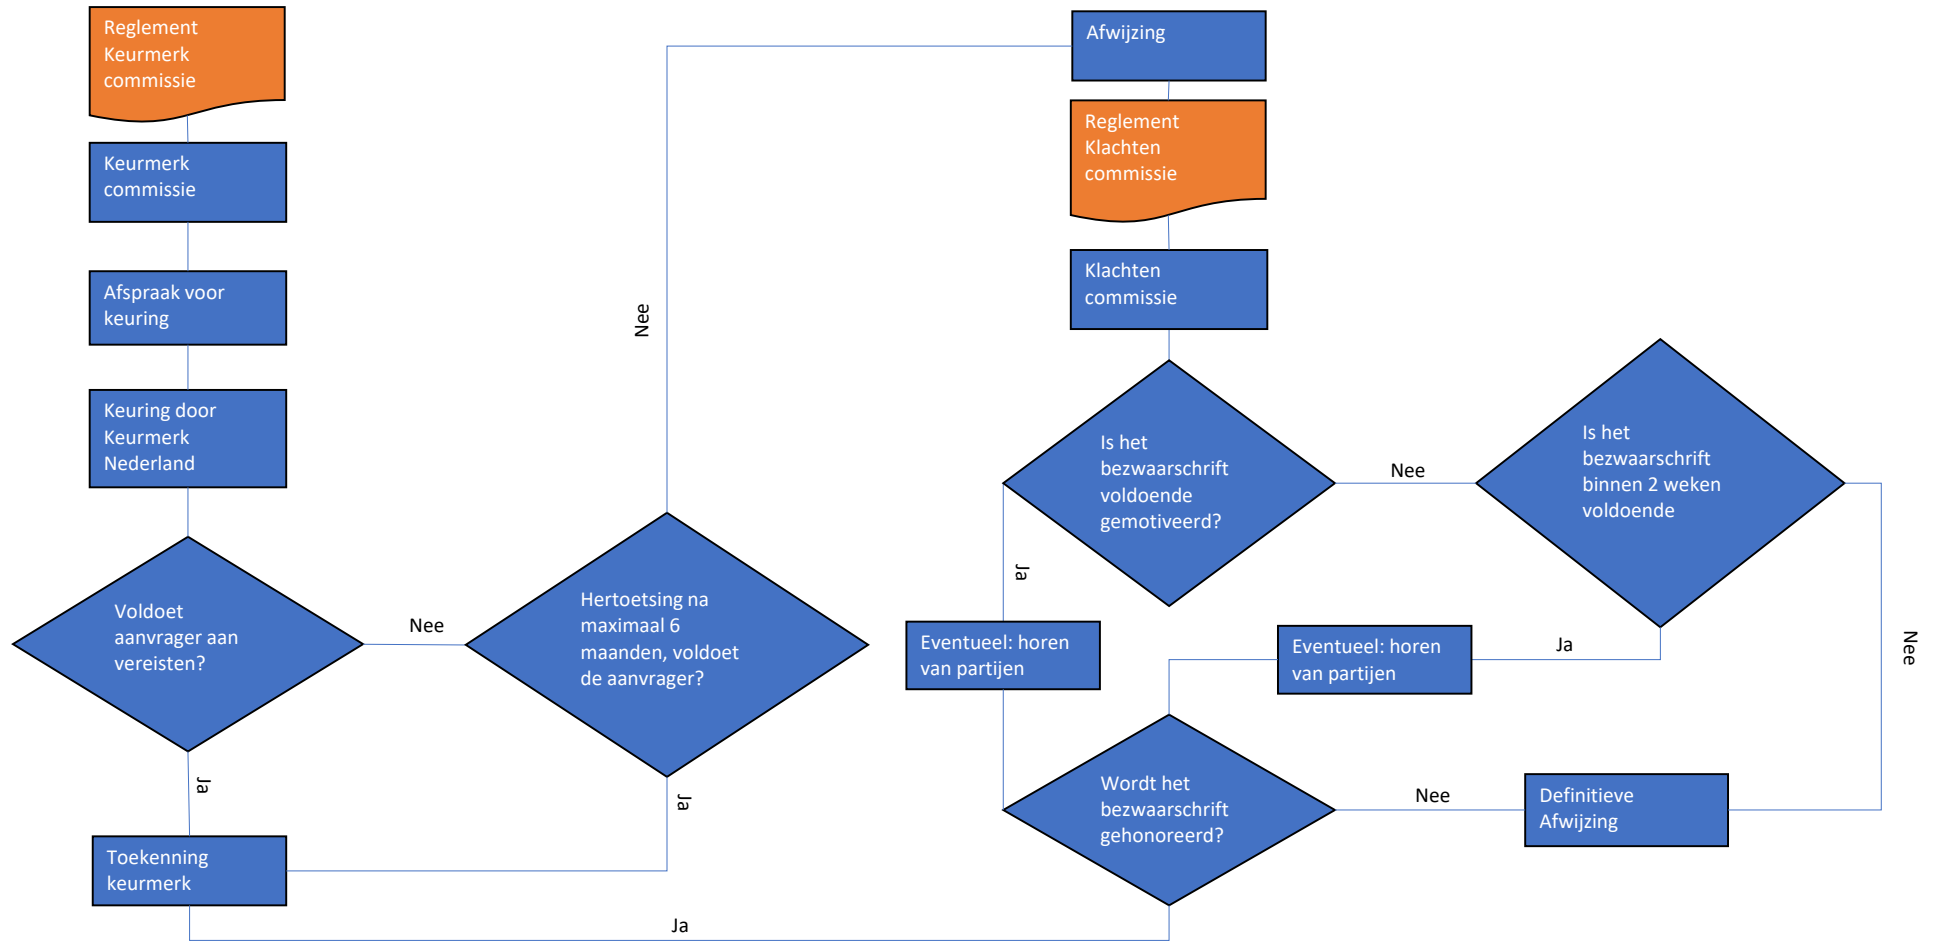 Reglement
Keurmerk
commissie
Keurmerk
commissie
Afspraak voor
keuring
Keuring door
Keurmerk
Nederland
Voldoet
aanvrager aan
vereisten?
Nee
Ja
Hertoetsing na
maximaal 6
maanden, voldoet
de aanvrager?
Nee
Ja
Toekenning
keurmerk
Afwijzing
Reglement
Klachten
commissie
Klachten
commissie
Is het
bezwaarschrift
voldoende
gemotiveerd?
Nee
Is het
bezwaarschrift
binnen 2 weken
voldoende
Ja
Eventueel: horen
van partijen
Eventueel: horen
van partijen
Ja
Nee
Wordt het
bezwaarschrift
gehonoreerd?
Nee
Definitieve
Afwijzing
Ja